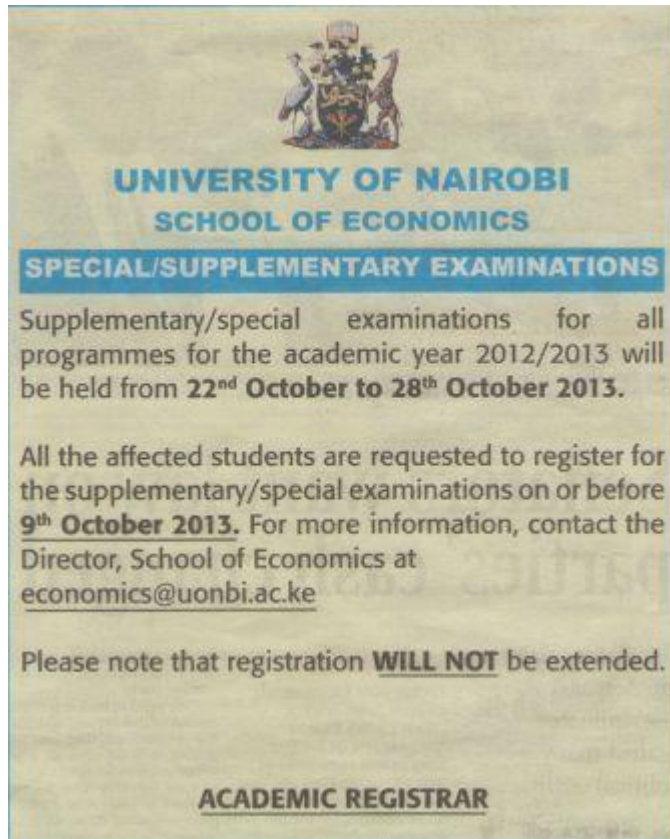 UNIVERSITY OF NAIROBI
SCHOOL OF ECONOMICS
SPECIAL/SUPPLEMENTARY EXAMINATIONS
Supplementary/special examinations for all
programmes for the academic year 2012/2013 will
be held from 22nd October to 28th October 2013.
All the affected students are requested to register for
the supplementary/special examinations on or before
9th October 2013. For more information, contact the
Director, School of Economics at
economics@uonbi.ac.ke
Please note that registration WILL NOT be extended.
ACADEMIC REGISTRAR